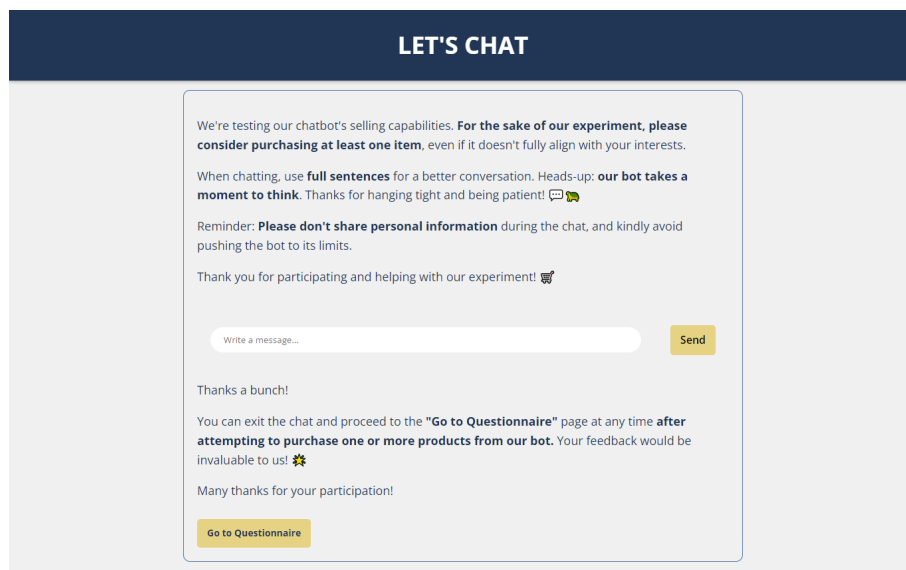 LET'S CHAT
We're testing our chatbot's selling capabilities. For the sake of our experiment, please
consider purchasing at least one item, even if it doesn't fully align with your interests.
When chatting, use full sentences for a better conversation. Heads-up: our bot takes a
moment to think. Thanks for hanging tight and being patient! 💬🐢
Reminder: Please don't share personal information during the chat, and kindly avoid
pushing the bot to its limits.
Thank you for participating and helping with our experiment! 🛒
Write a message...
Send
Thanks a bunch!
You can exit the chat and proceed to the "Go to Questionnaire" page at any time after
attempting to purchase one or more products from our bot. Your feedback would be
invaluable to us! 🌟
Many thanks for your participation!
Go to Questionnaire